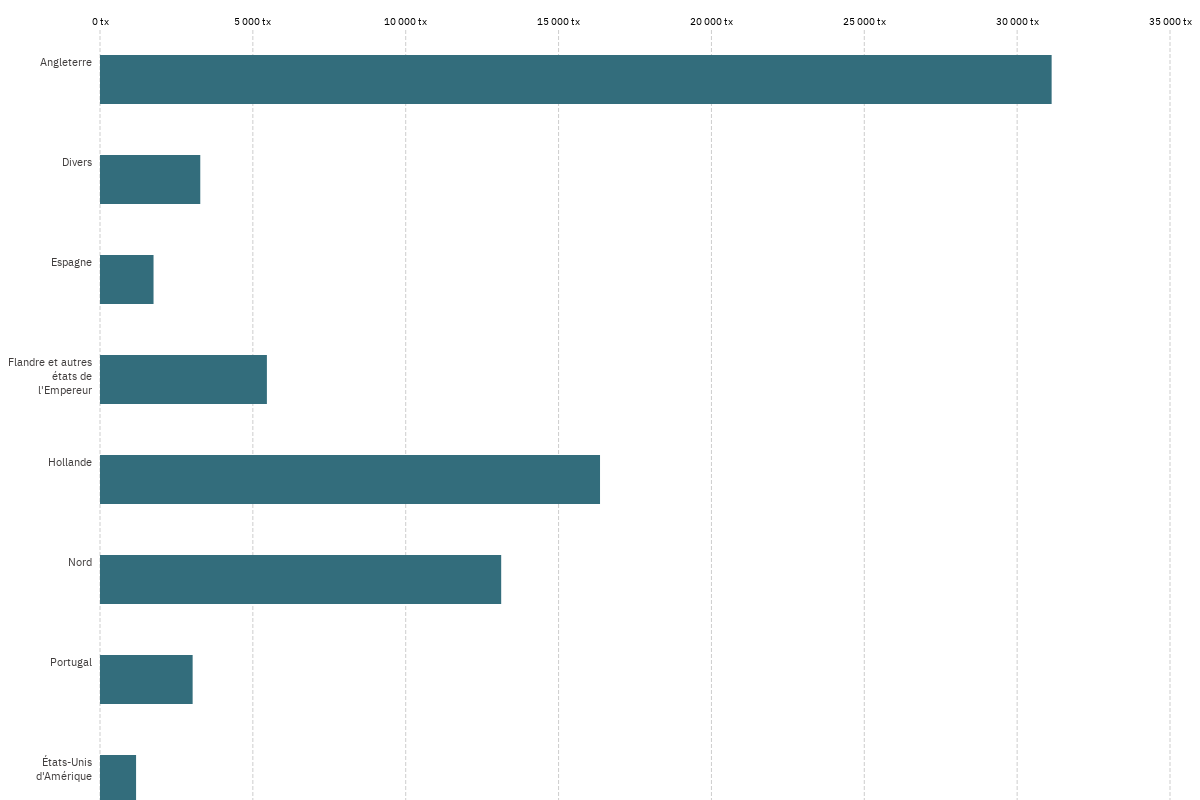 0 tx 5 000 tx 10 000 tx 15 000 tx 20 000 tx 25 000 tx 30 000 tx 35 000 tx
Angleterre
Divers
Espagne
Flandre et autres
états de
l'Empereur
Hollande
Nord
Portugal
États-Unis
d'Amérique